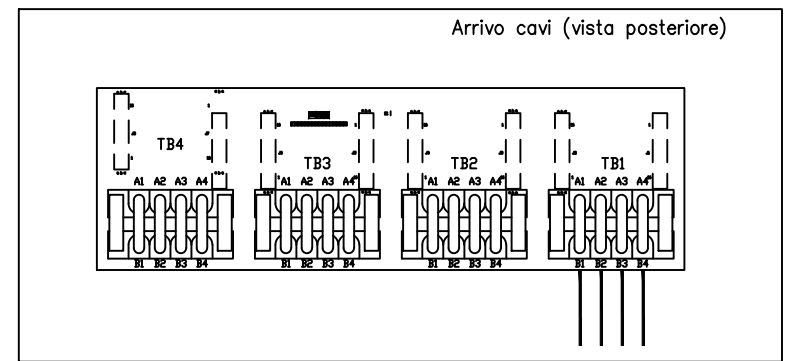 Arrivo cavi (vista posteriore)
TB4 TB3 TB2 TB1
A1 A2 A3 A4 A1 A2 A3 A4 A1 A2 A3 A4 A1 A2 A3 A4
B1 B2 B3 B4 B1 B2 B3 B4 B1 B2 B3 B4 B1 B2 B3 B4